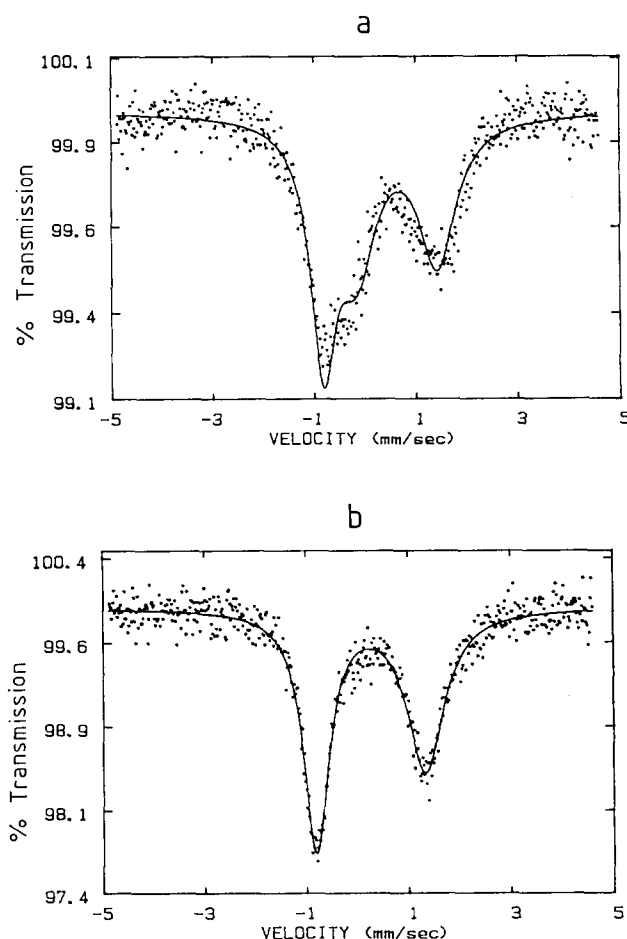 a
100.1
99.9
99.6
99.4
99.1
% Transmission
-5 -3 -1 1 3 5
VELOCITY (mm/sec)
b
100.4
99.6
98.9
98.1
97.4
% Transmission
-5 -3 -1 1 3 5
VELOCITY (mm/sec)